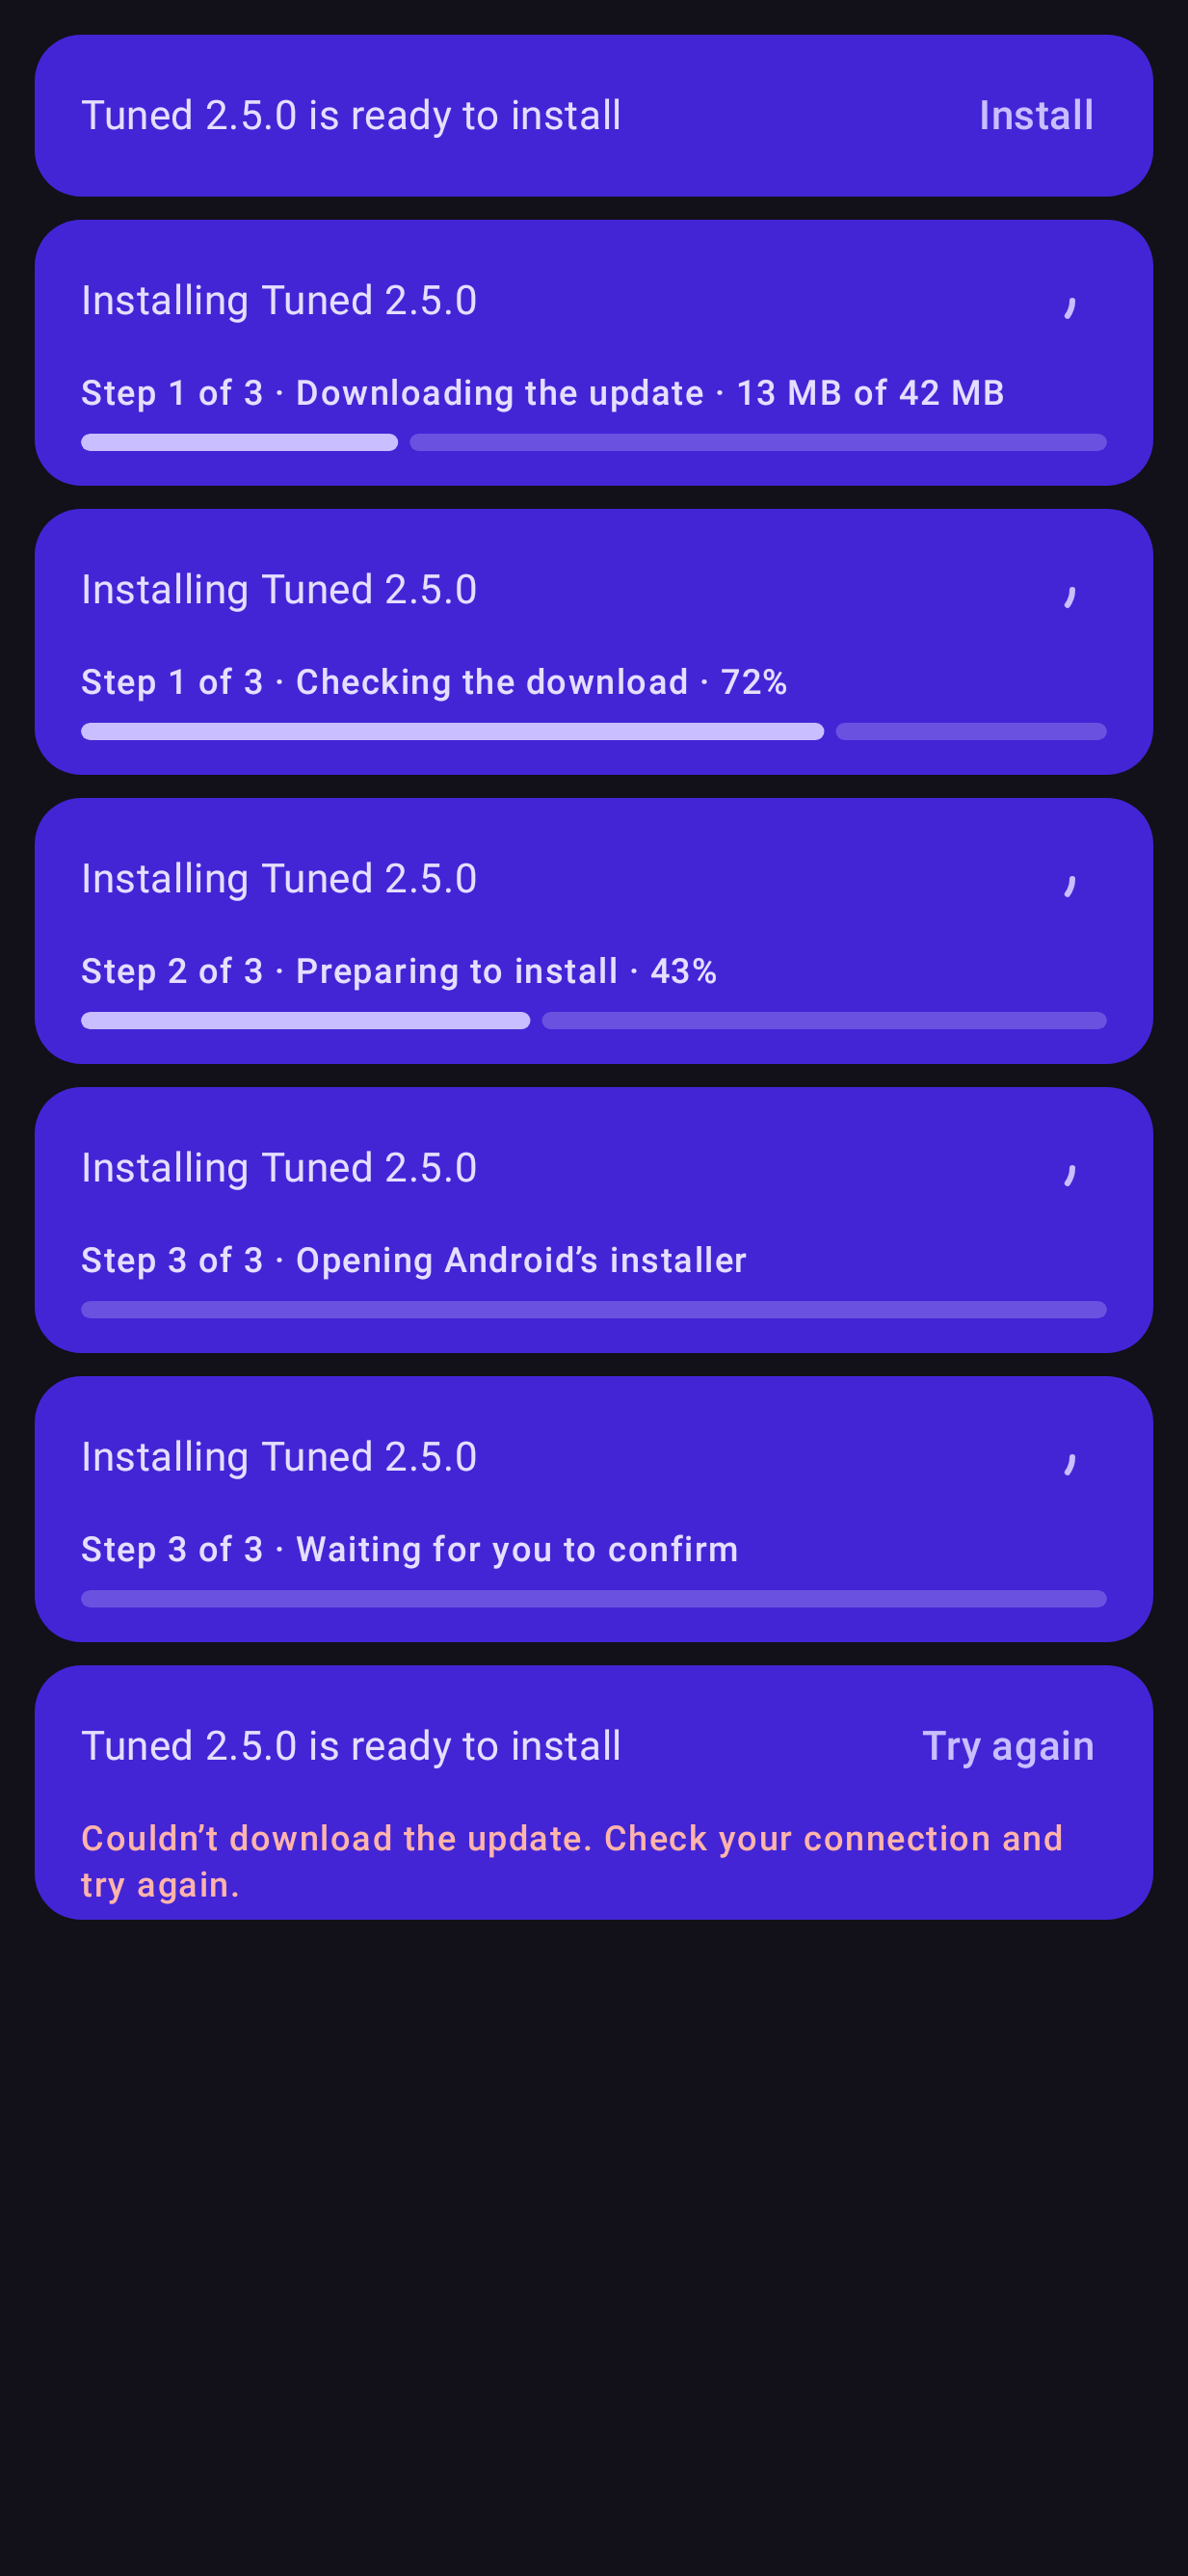 Tuned 2.5.0 is ready to install
Install
Installing Tuned 2.5.0
Step 1 of 3 · Downloading the update · 13 MB of 42 MB
Installing Tuned 2.5.0
Step 1 of 3 · Checking the download · 72%
Installing Tuned 2.5.0
Step 2 of 3 · Preparing to install · 43%
Installing Tuned 2.5.0
Step 3 of 3 · Opening Android’s installer
Installing Tuned 2.5.0
Step 3 of 3 · Waiting for you to confirm
Tuned 2.5.0 is ready to install
Try again
Couldn’t download the update. Check your connection and
try again.